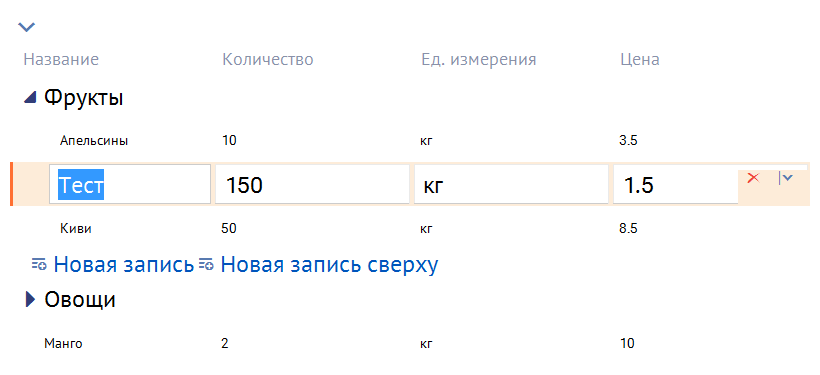 Название Количество Ед. измерения Цена
Фрукты
Апельсины 10 кг 3.5
Тест 150 кг 1.5
Киви 50 кг 8.5
Новая запись Новая запись сверху
Овощи
Манго 2 кг 10